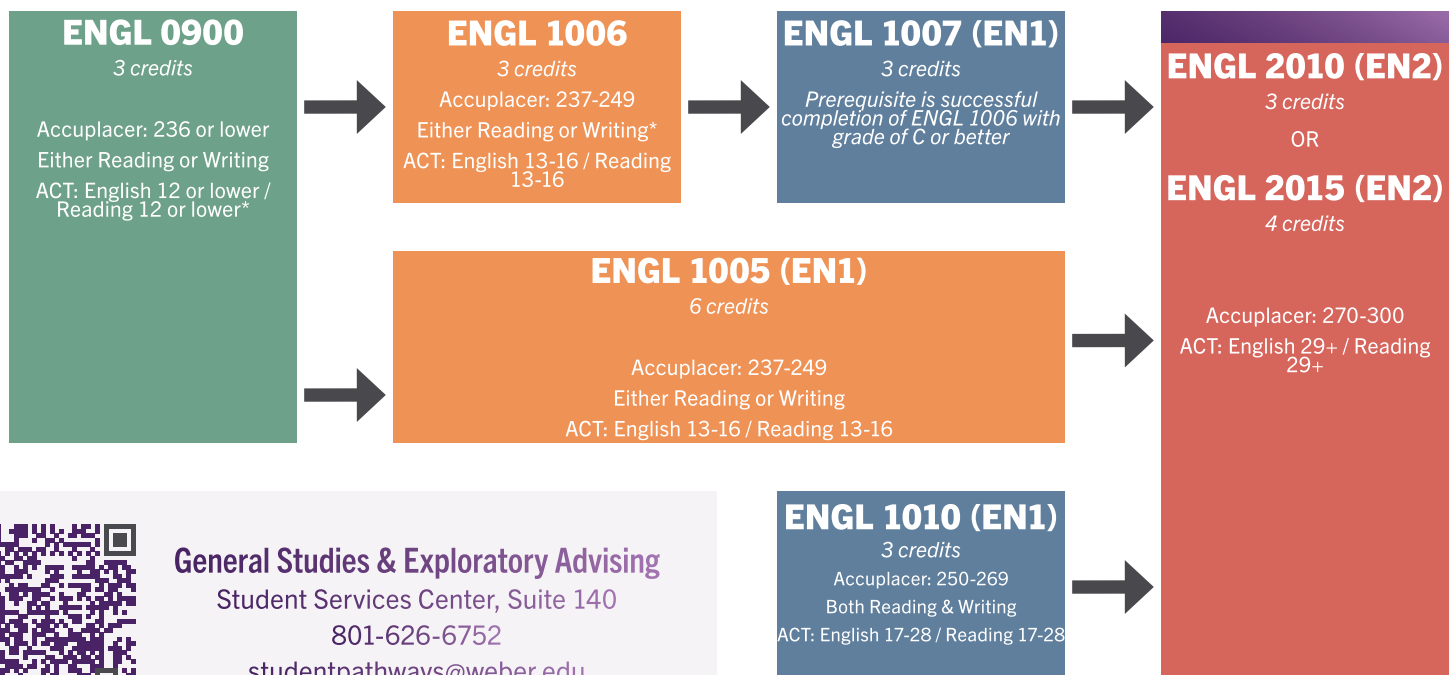 ENGL 0900
3 credits
Accuplacer: 236 or lower
Either Reading or Writing
ACT: English 12 or lower /
Reading 12 or lower*
ENGL 1006
3 credits
Accuplacer: 237-249
Either Reading or Writing*
ACT: English 13-16 / Reading
13-16
ENGL 1007 (EN1)
3 credits
Prerequisite is successful
completion of ENGL 1006 with
grade of C or better
ENGL 2010 (EN2)
3 credits
OR
ENGL 2015 (EN2)
4 credits
Accuplacer: 270-300
ACT: English 29+ / Reading
29+
ENGL 1005 (EN1)
6 credits
Accuplacer: 237-249
Either Reading or Writing
ACT: English 13-16 / Reading 13-16
ENGL 1010 (EN1)
3 credits
Accuplacer: 250-269
Both Reading & Writing
ACT: English 17-28 / Reading 17-28
General Studies & Exploratory Advising
Student Services Center, Suite 140
801-626-6752
studentpathways@weber.edu